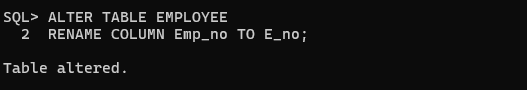 SQL> ALTER TABLE EMPLOYEE
2 RENAME COLUMN Emp_no TO E_no;
Table altered.